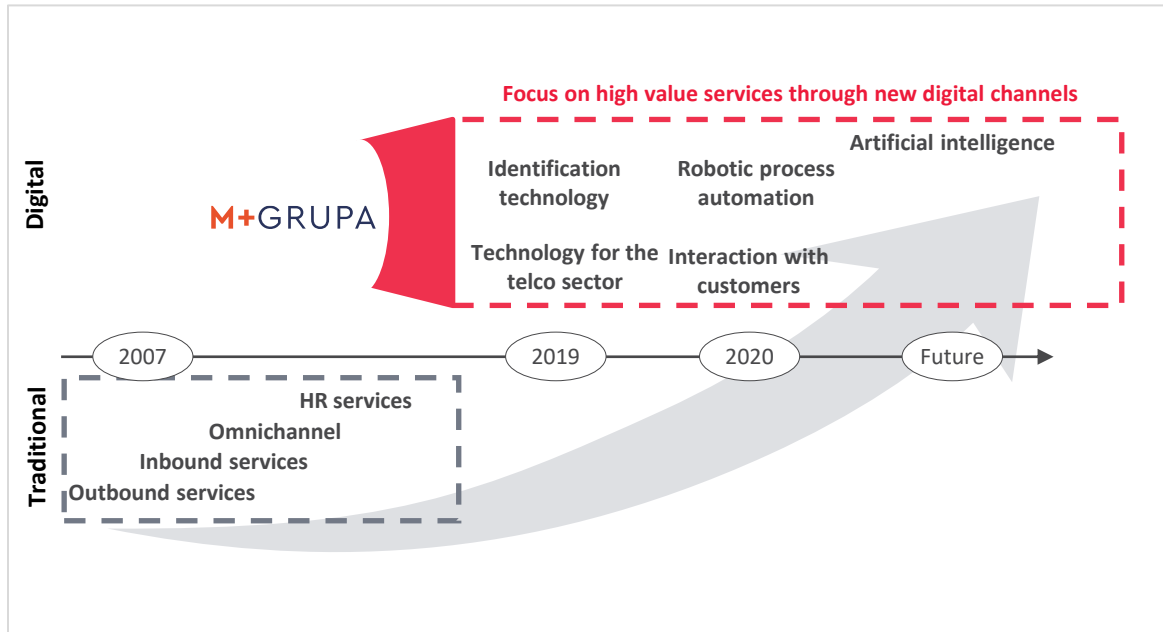 Focus on high value services through new digital channels
Digital
M+GRUPA
Identification
technology
Robotic process
automation
Artificial intelligence
Technology for the
telco sector
Interaction with
customers
2007
2019
2020
Future
Traditional
HR services
Omnichannel
Inbound services
Outbound services